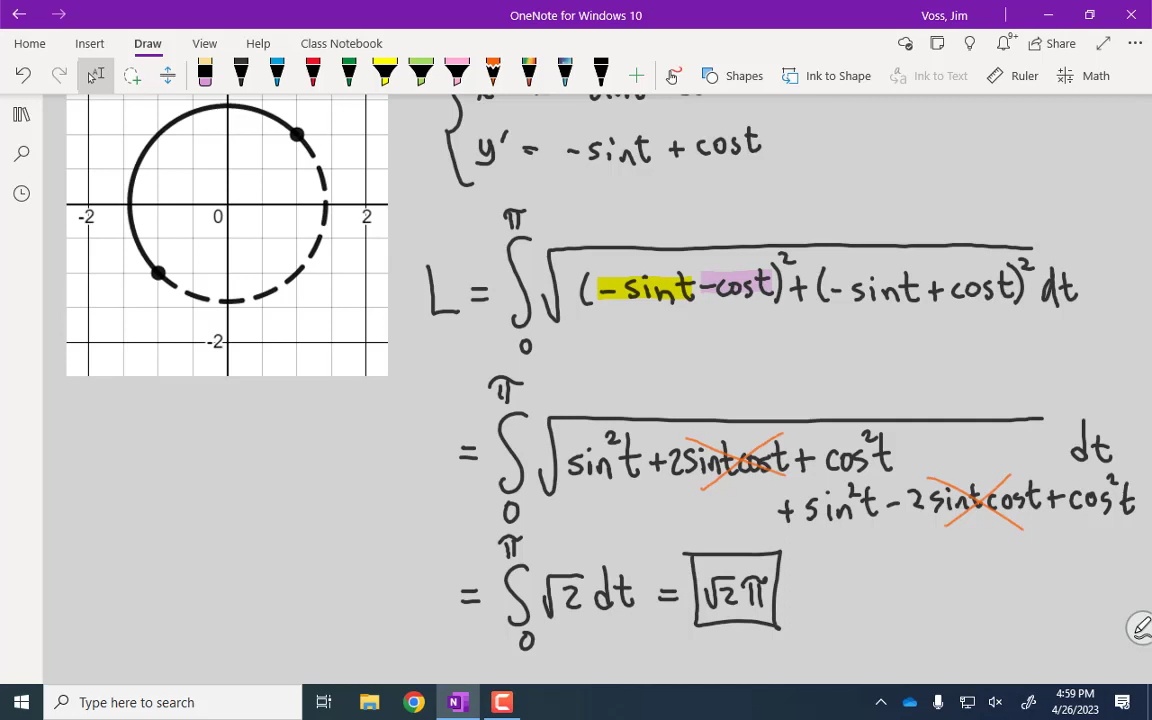 OneNote for Windows 10
Voss, Jim
Home Insert Draw View Help Class Notebook
9+ Share
Shapes Ink to Shape Ink to Text Ruler Math
-2 0 2
-2
y' = -sint + cost
L = ∫₀^π √((-sint-cost)²+(-sint+cost)²) dt
= ∫₀^π √(sin²t+2sintcost+cos²t
+sin²t-2sintcost+cos²t) dt
= ∫₀^π √2 dt = √2π
Type here to search
4:59 PM
4/26/2023